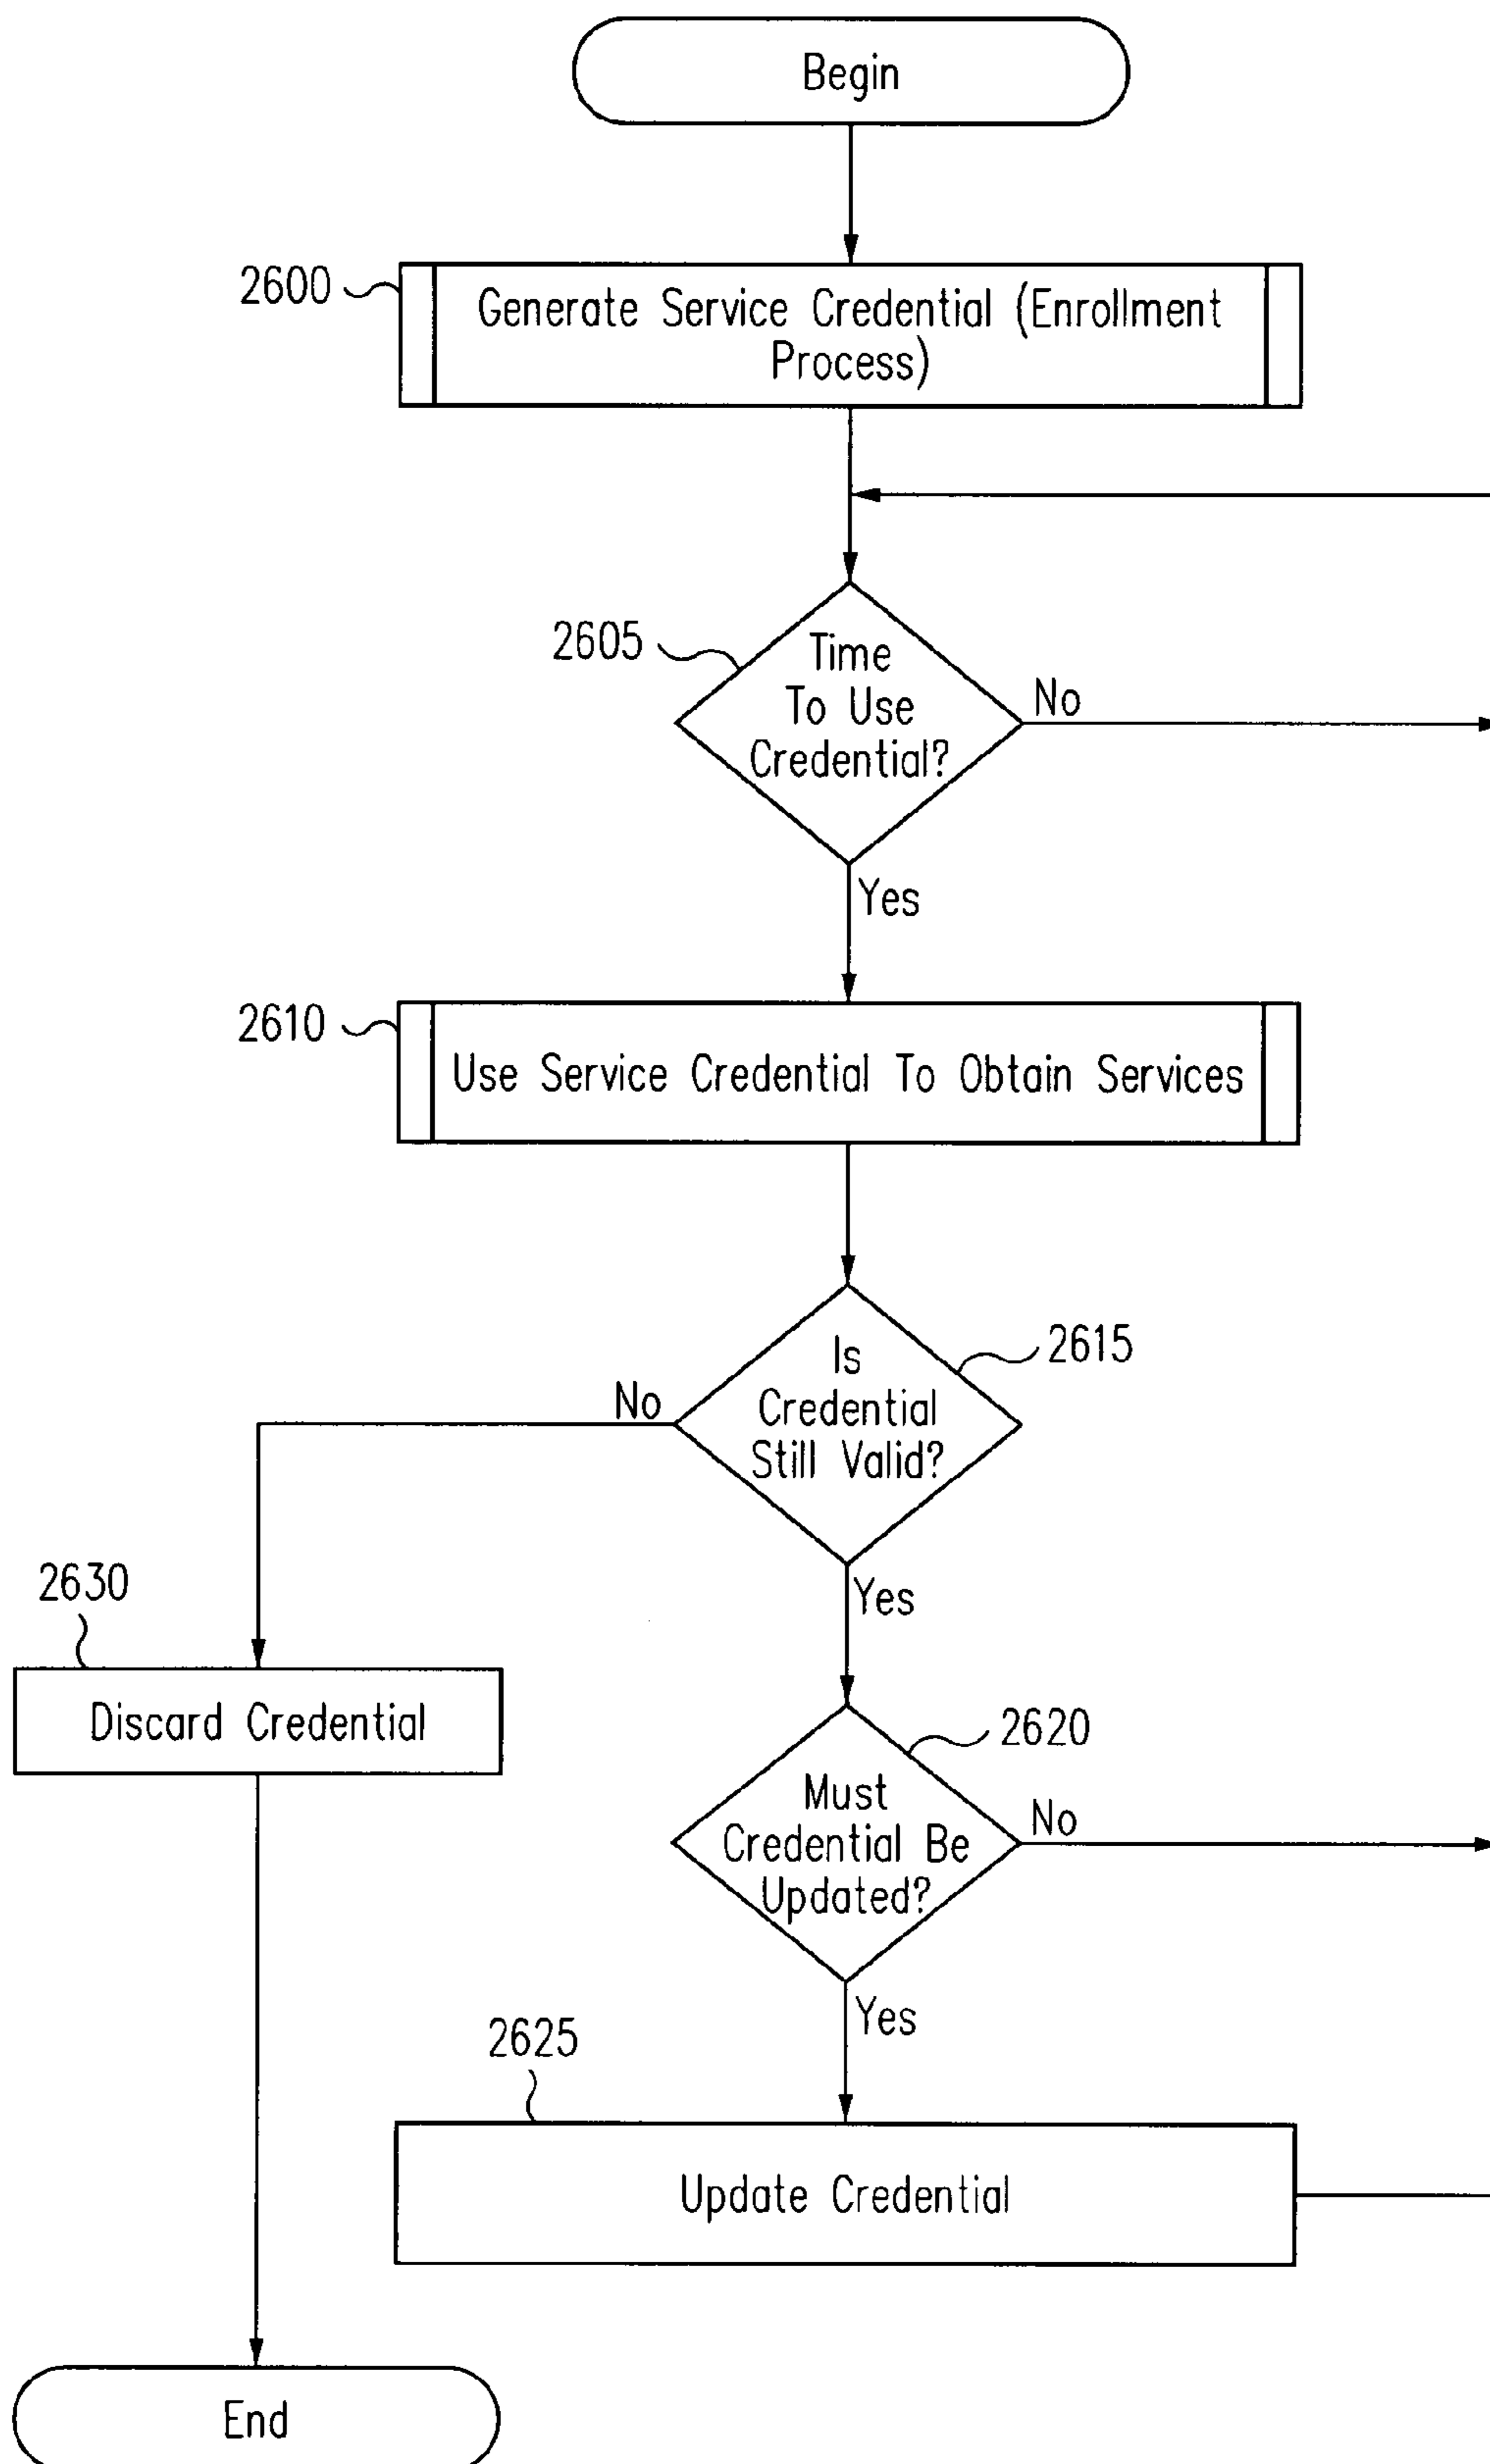 Begin
2600
Generate Service Credential (Enrollment
Process)
2605
Time
To Use
Credential?
No
Yes
2610
Use Service Credential To Obtain Services
Is
Credential
Still Valid?
2615
No
Yes
2630
Discard Credential
Must
Credential Be
Updated?
2620
No
Yes
2625
Update Credential
End